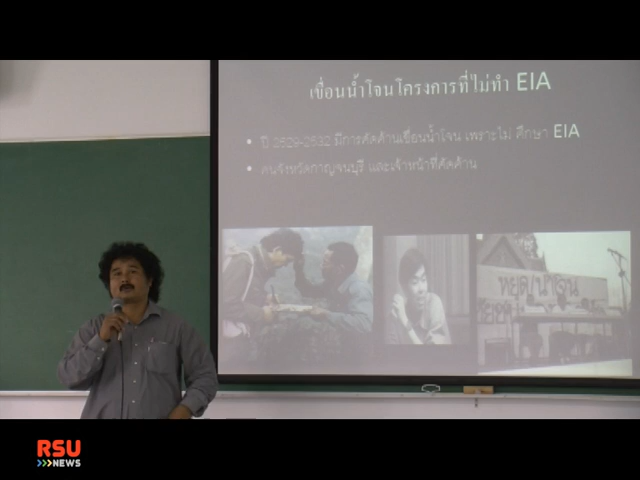 เขื่อนน้ำโจนโครงการที่ไม่ทำ EIA
• ปี 2529-2532 มีการคัดค้านเขื่อนน้ำโจน เพราะไม่ ศึกษา EIA
• คนจังหวัดกาญจนบุรี และเจ้าหน้าที่คัดค้าน
หยุดน้ำโจน
RSU
NEWS